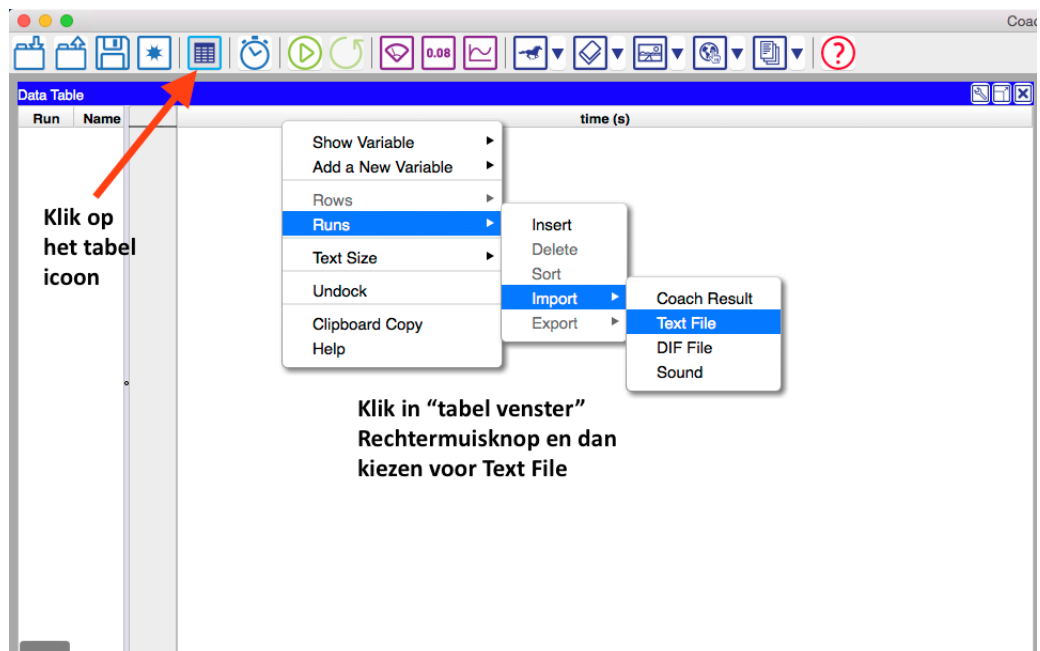 Coac
0.08
Data Table
Run Name time (s)
Klik op
het tabel
icoon
Show Variable
Add a New Variable
Rows
Runs
Text Size
Undock
Clipboard Copy
Help
Insert
Delete
Sort
Import
Export
Coach Result
Text File
DIF File
Sound
Klik in “tabel venster”
Rechtermuisknop en dan
kiezen voor Text File